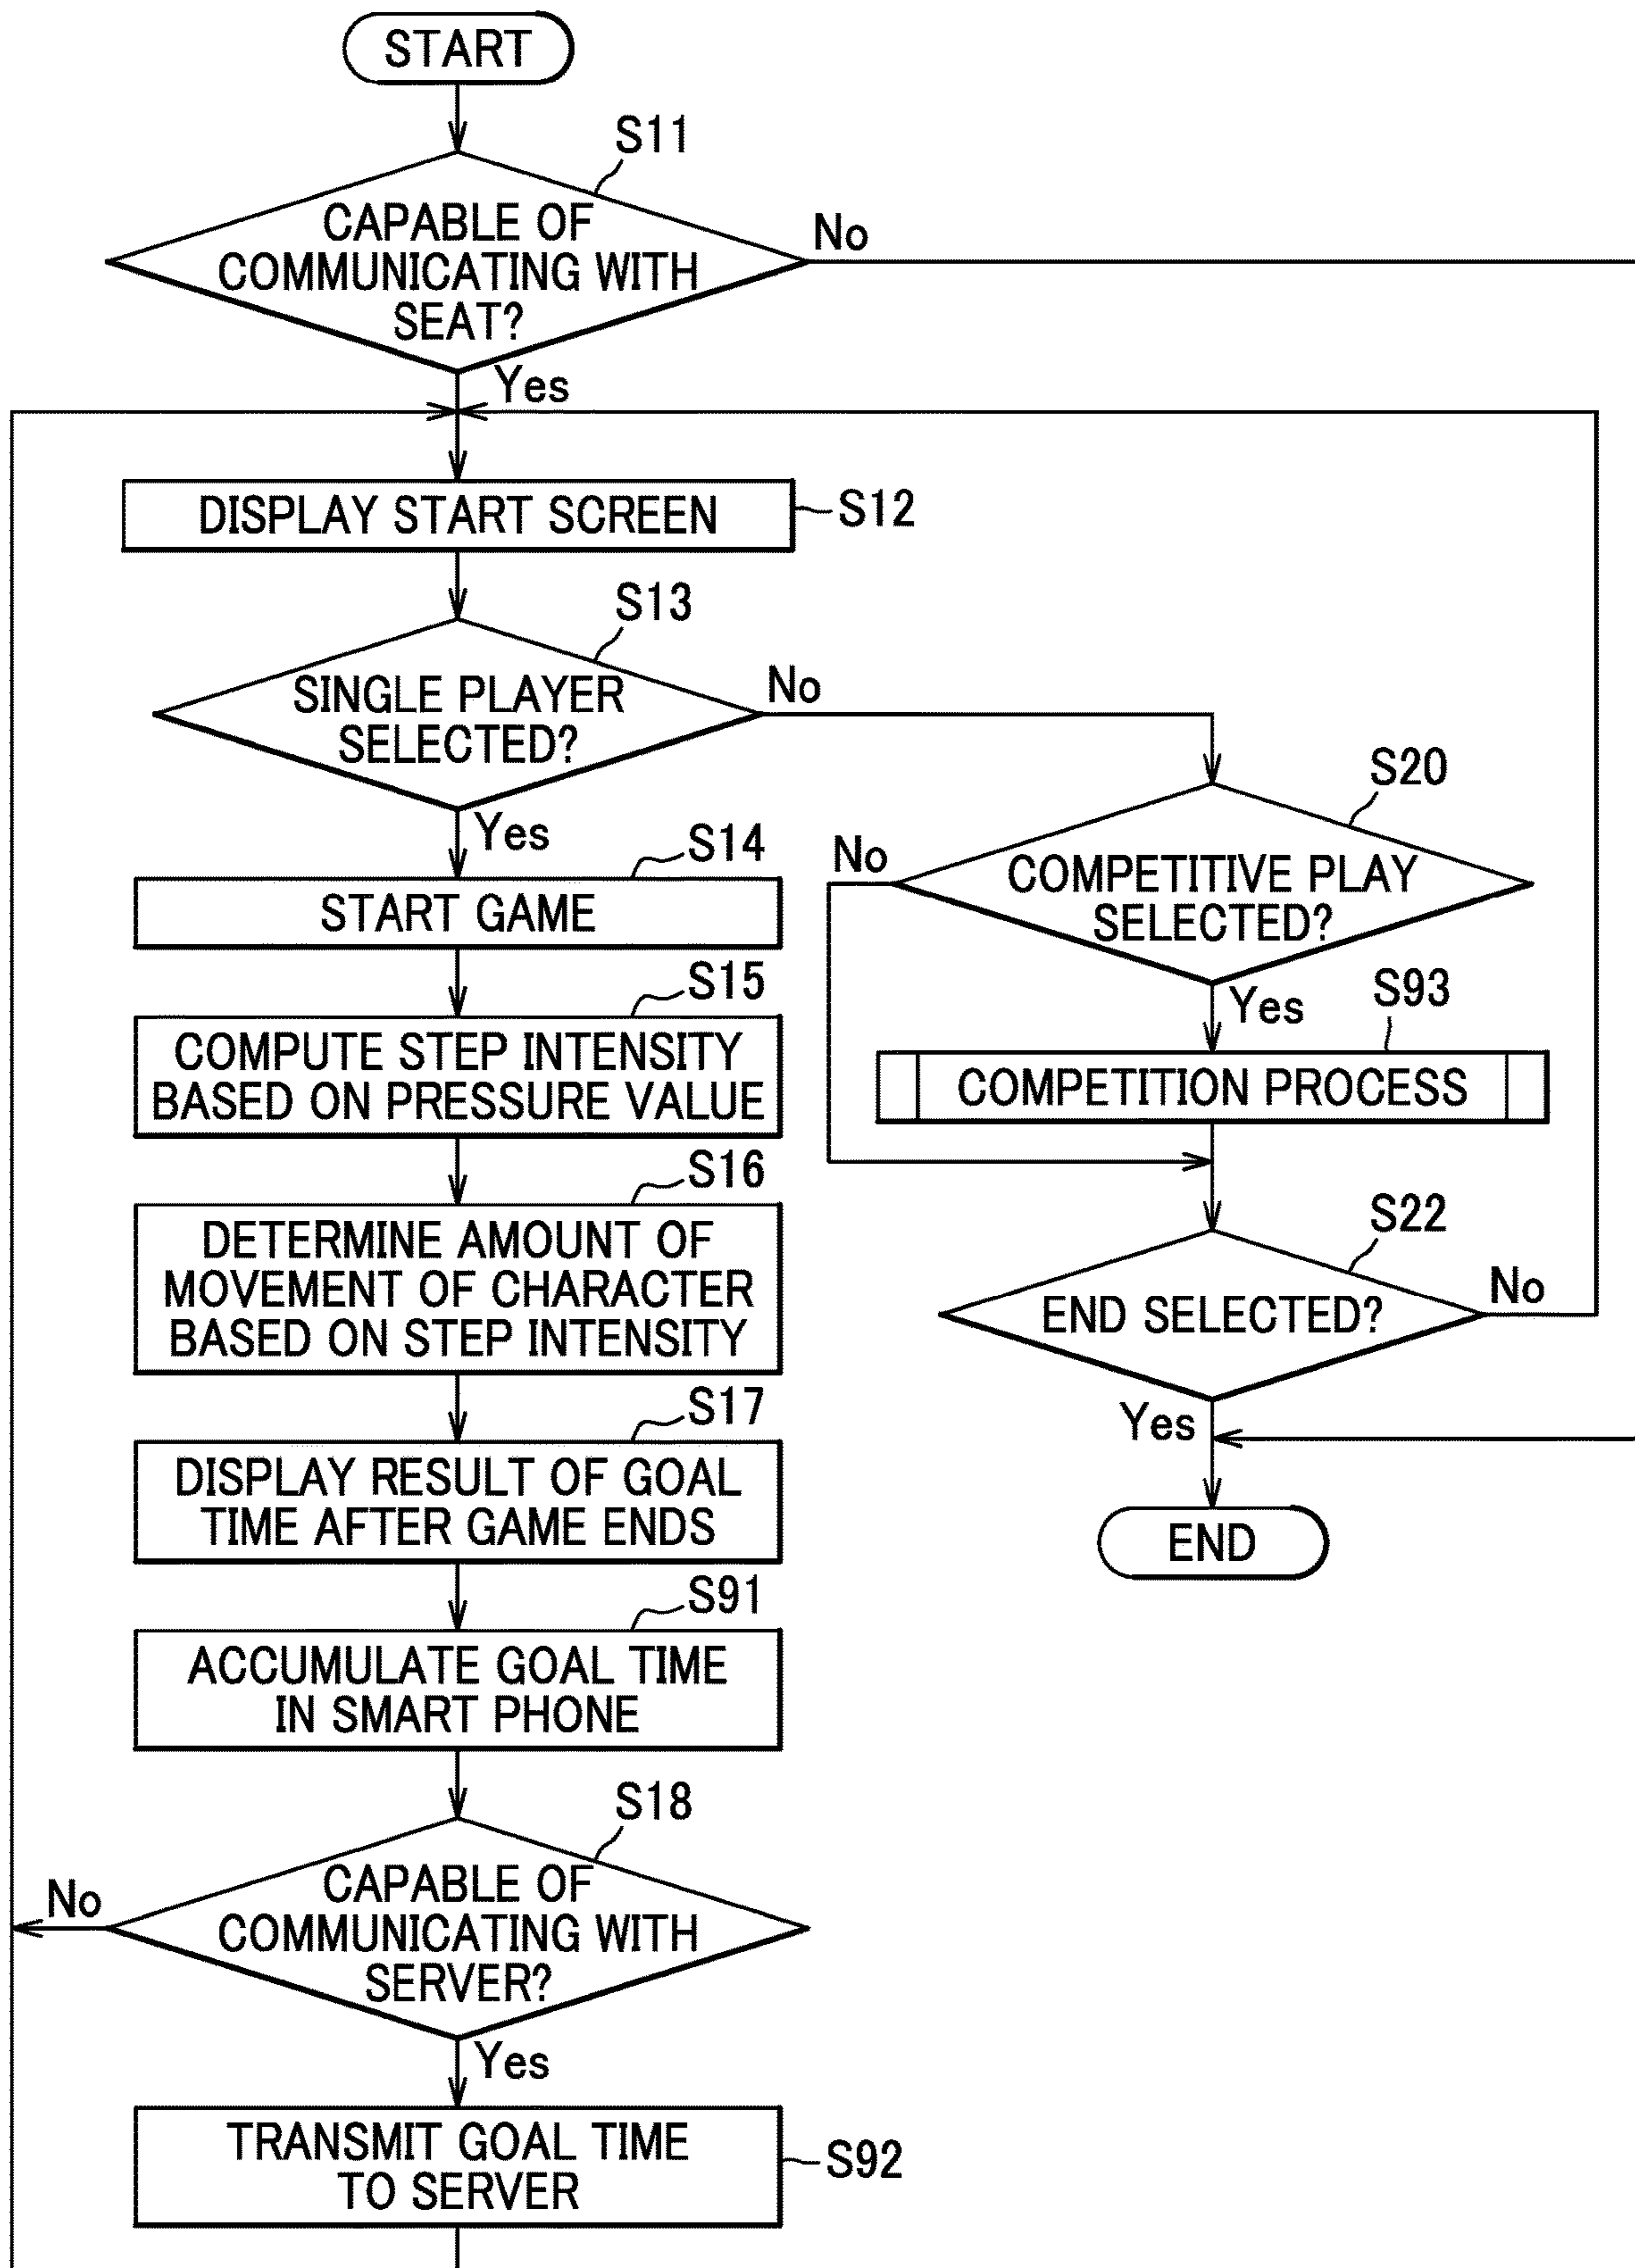 START
S11
CAPABLE OF
COMMUNICATING WITH
SEAT?
No
Yes
DISPLAY START SCREEN
S12
S13
SINGLE PLAYER
SELECTED?
No
Yes
S14
START GAME
S15
COMPUTE STEP INTENSITY
BASED ON PRESSURE VALUE
S16
DETERMINE AMOUNT OF
MOVEMENT OF CHARACTER
BASED ON STEP INTENSITY
S17
DISPLAY RESULT OF GOAL
TIME AFTER GAME ENDS
S91
ACCUMULATE GOAL TIME
IN SMART PHONE
S18
CAPABLE OF
COMMUNICATING WITH
SERVER?
No
Yes
TRANSMIT GOAL TIME
TO SERVER
S92
S20
COMPETITIVE PLAY
SELECTED?
No
Yes
S93
COMPETITION PROCESS
S22
END SELECTED?
No
Yes
END